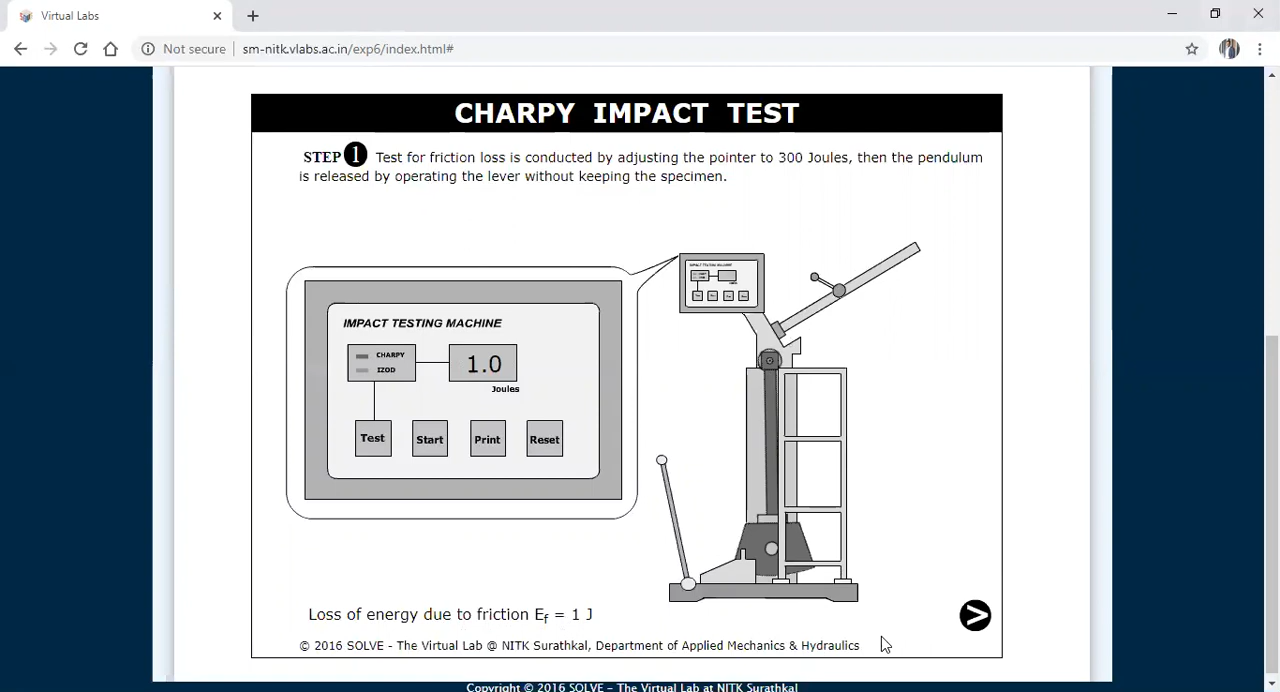 Virtual Labs
Not secure
sm-nitk.vlabs.ac.in/exp6/index.html#
CHARPY IMPACT TEST
STEP 1 Test for friction loss is conducted by adjusting the pointer to 300 Joules, then the pendulum
is released by operating the lever without keeping the specimen.
IMPACT TESTING MACHINE
CHARPY
IZOD
1.0
Joules
Test Start Print Reset
Loss of energy due to friction Ef = 1 J
>
© 2016 SOLVE - The Virtual Lab @ NITK Surathkal, Department of Applied Mechanics & Hydraulics
Copyright © 2016 SOLVE – The Virtual Lab at NITK Surathkal